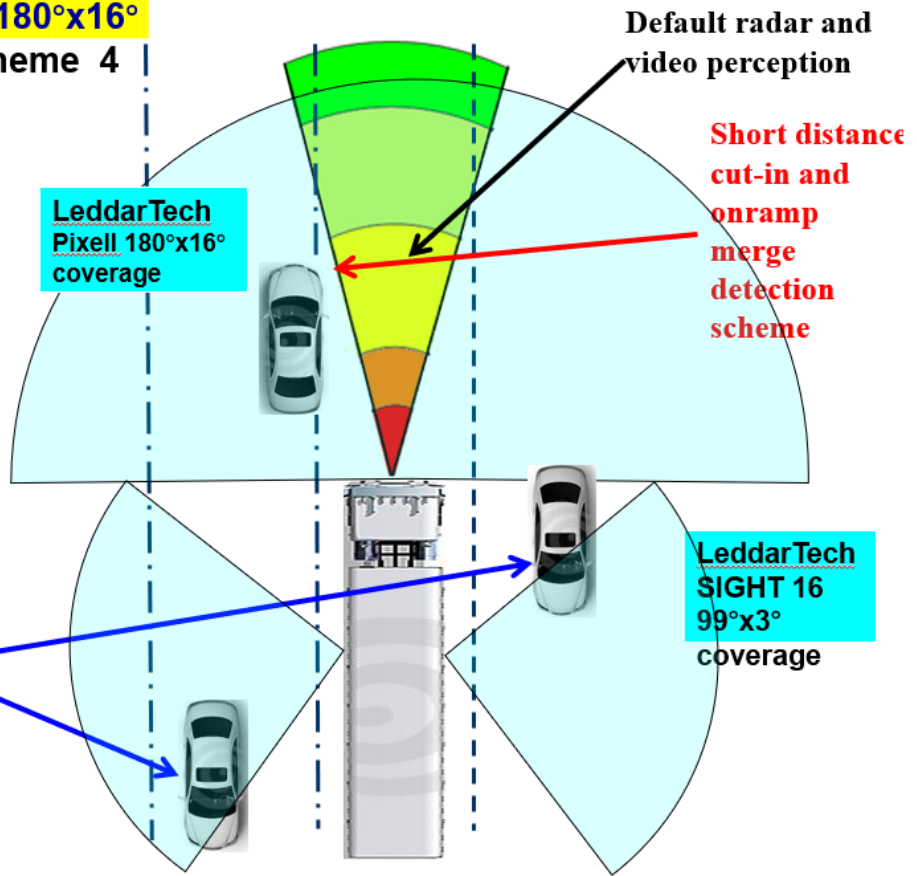 180°x16°
heme 4
Default radar and
video perception
Short distance
cut-in and
onramp
merge
detection
scheme
LeddarTech
Pixell 180°x16°
coverage
LeddarTech
SIGHT 16
99°x3°
coverage